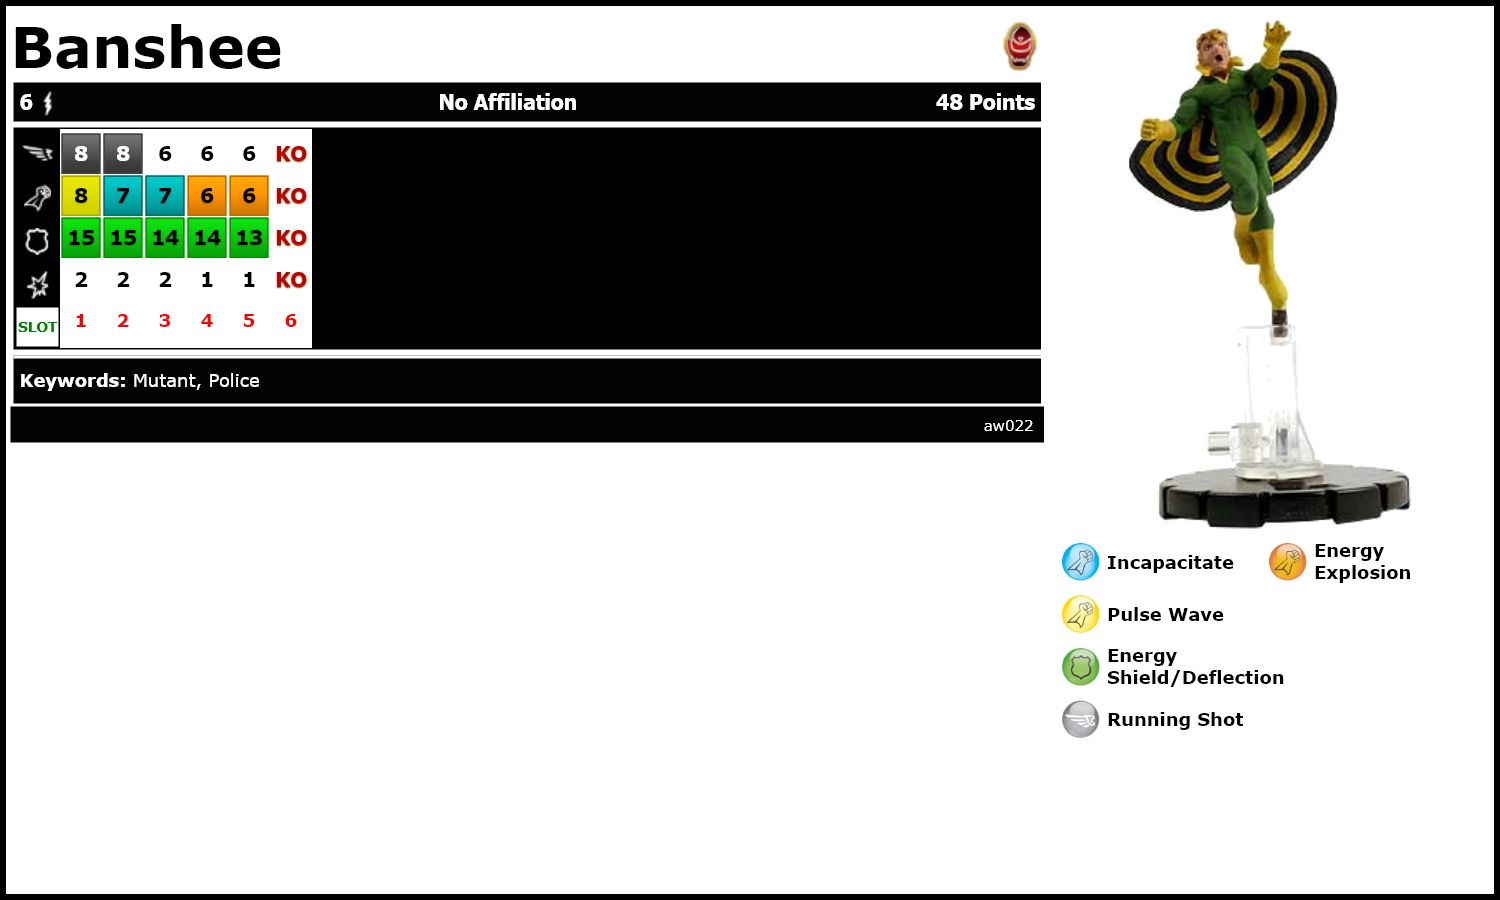 Banshee
6 No Affiliation 48 Points
8 8 6 6 6 KO
8 7 7 6 6 KO
15 15 14 14 13 KO
2 2 2 1 1 KO
SLOT 1 2 3 4 5 6
Keywords: Mutant, Police
aw022
Incapacitate
Energy
Explosion
Pulse Wave
Energy
Shield/Deflection
Running Shot